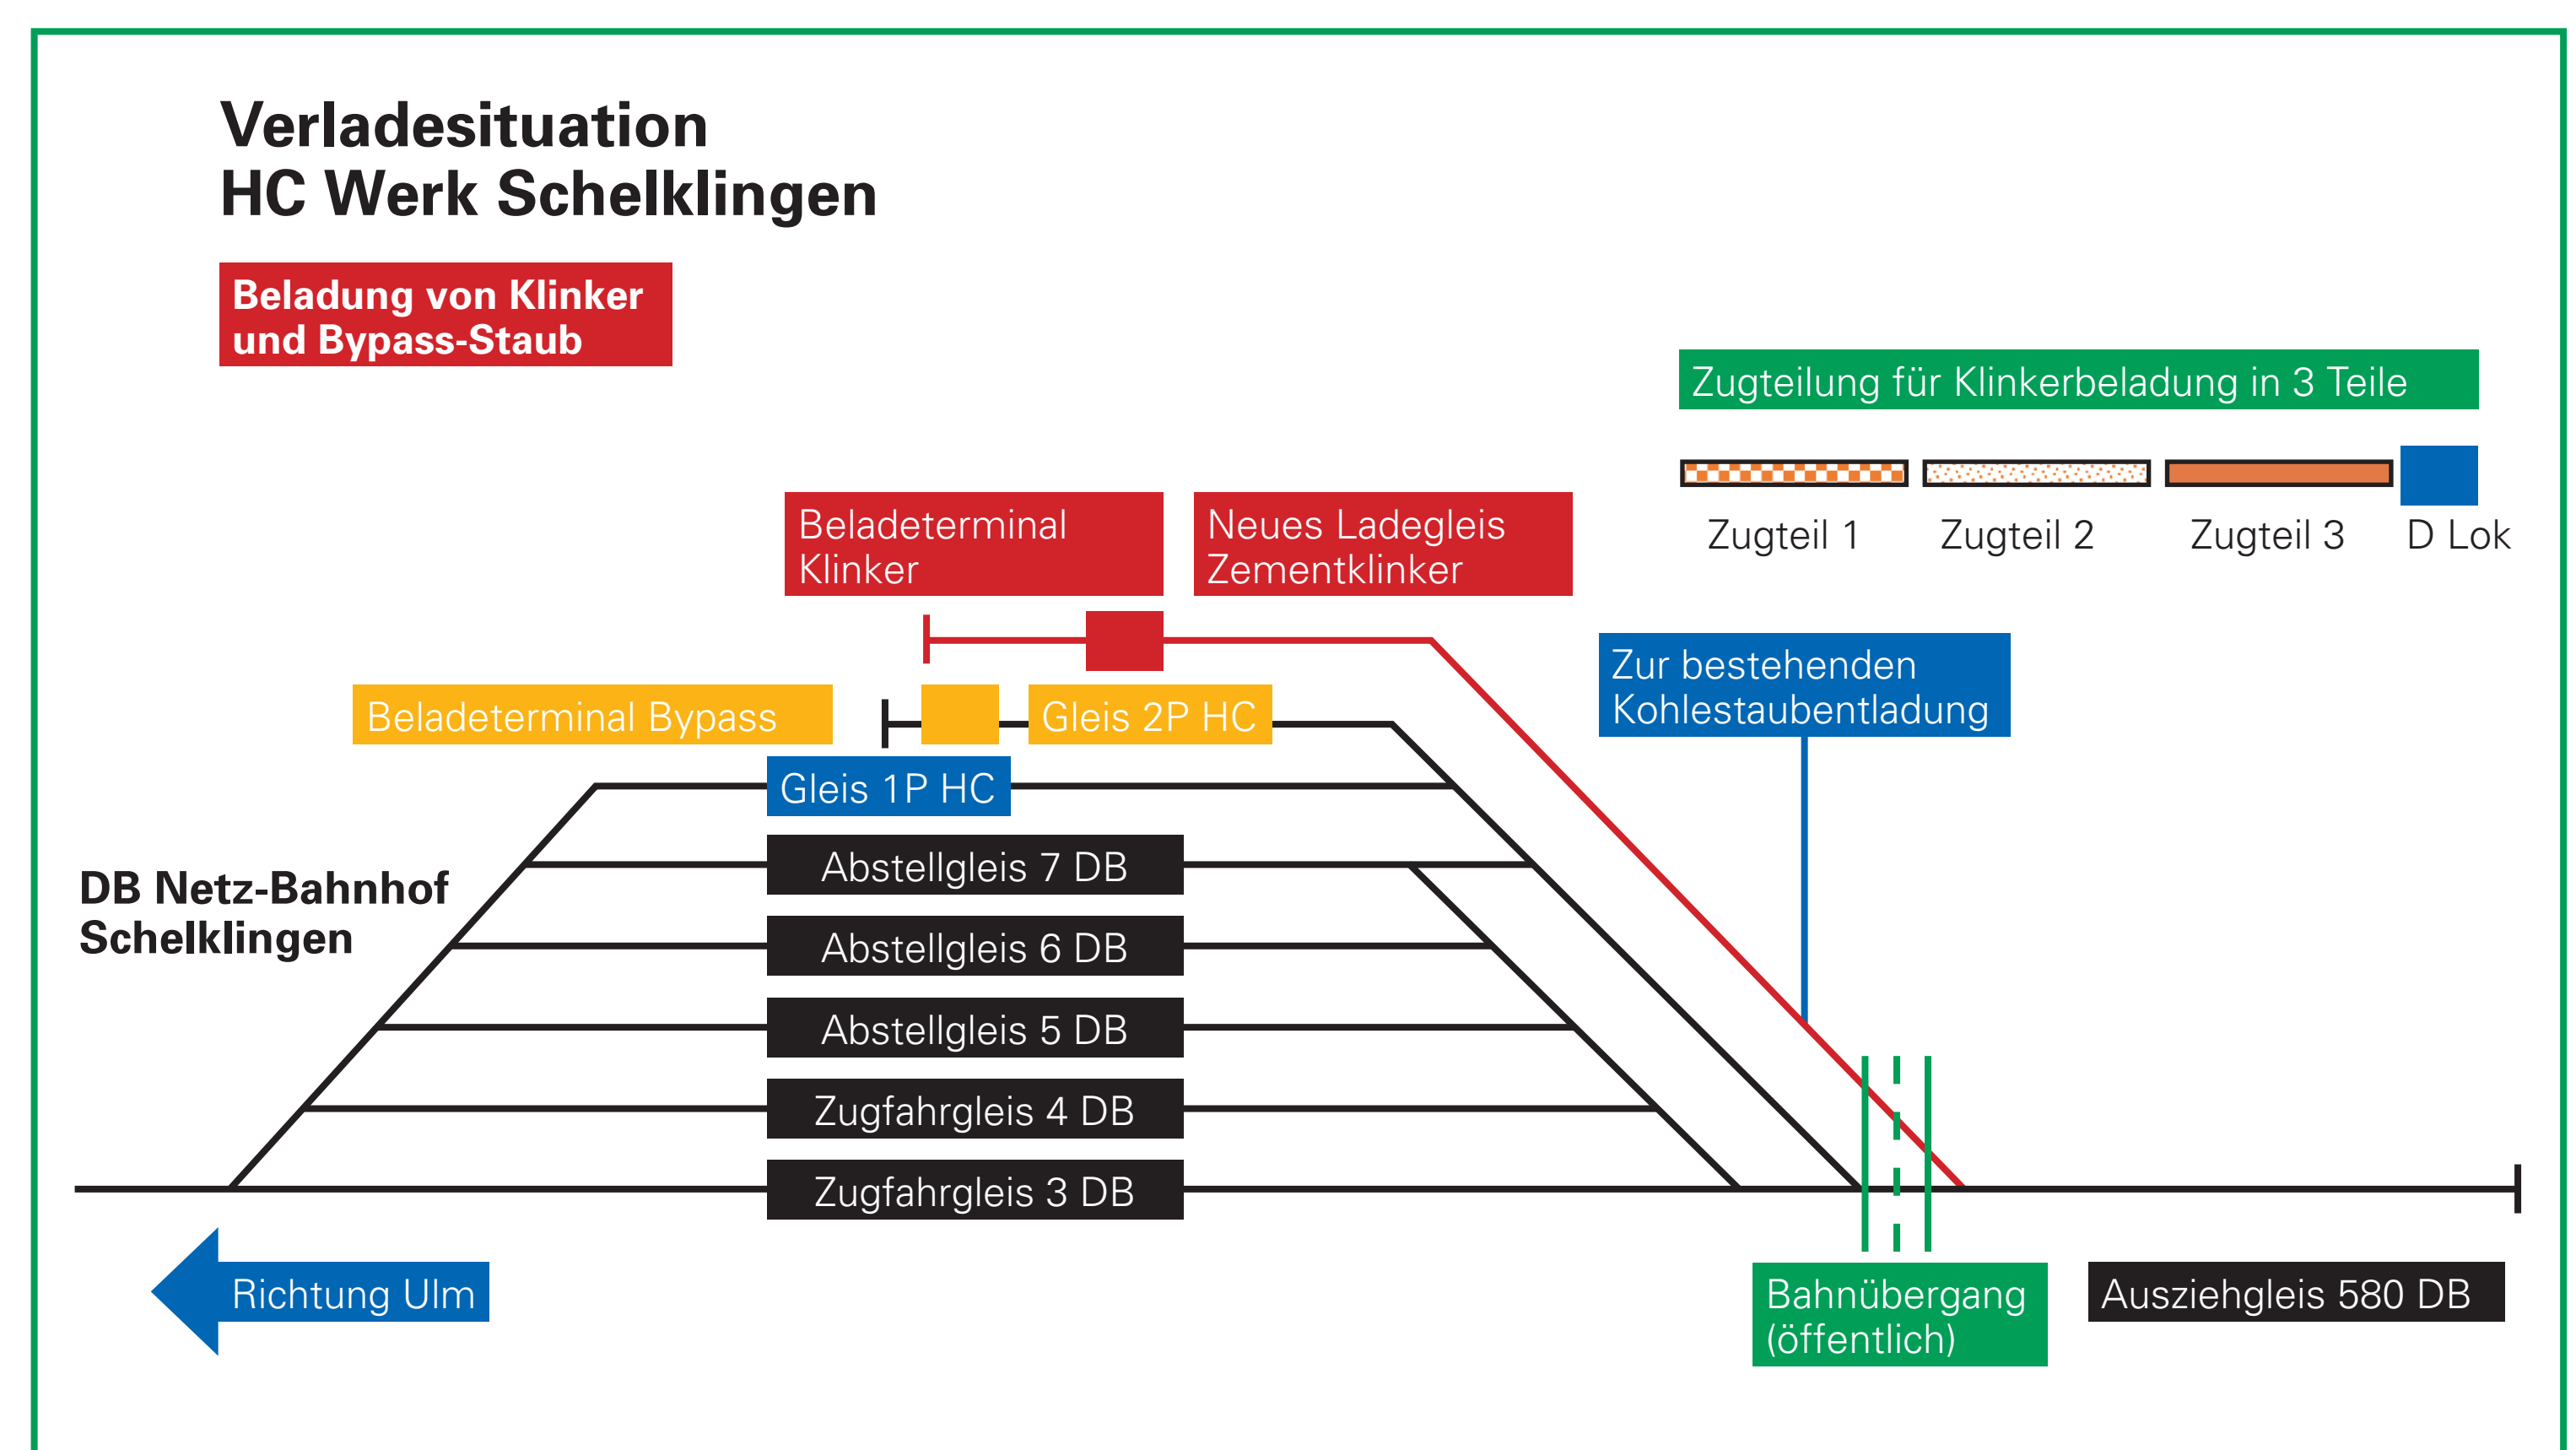 Verladesituation
HC Werk Schelklingen
Beladung von Klinker
und Bypass-Staub
Zugteilung für Klinkerbeladung in 3 Teile
Zugteil 1
Zugteil 2
Zugteil 3
D Lok
Beladeterminal
Klinker
Neues Ladegleis
Zementklinker
Zur bestehenden
Kohlestaubentladung
Beladeterminal Bypass
Gleis 2P HC
Gleis 1P HC
DB Netz-Bahnhof
Schelklingen
Abstellgleis 7 DB
Abstellgleis 6 DB
Abstellgleis 5 DB
Zugfahrgleis 4 DB
Zugfahrgleis 3 DB
Richtung Ulm
Bahnübergang
(öffentlich)
Ausziehgleis 580 DB